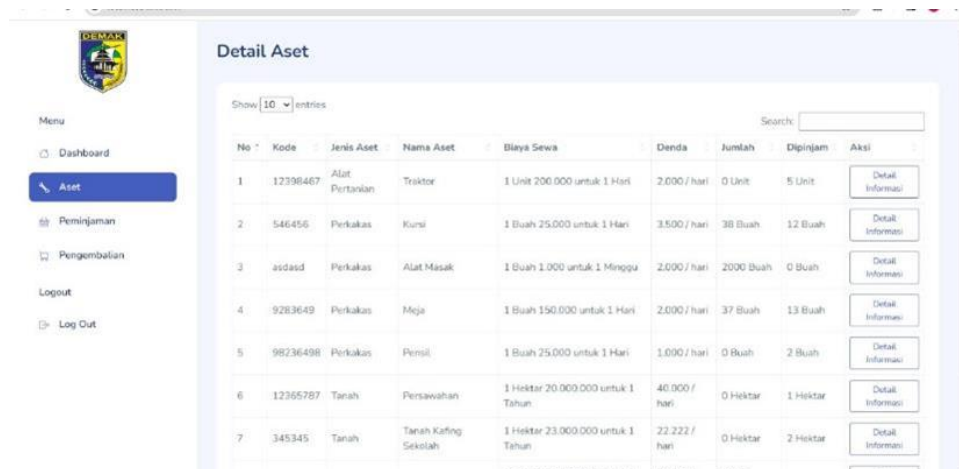 DEMAK
Detail Aset
Show 10 entries
Search:
Menu
Dashboard
Aset
Peminjaman
Pengembalian
Logout
Log Out
No Kode Jenis Aset Nama Aset Biaya Sewa Denda Jumlah Dipinjam Aksi
1 12398467 Alat Pertanian Traktor 1 Unit 200.000 untuk 1 Hari 2.000 / hari 0 Unit 5 Unit Detail Informasi
2 546456 Perkakas Kursi 1 Buah 25.000 untuk 1 Hari 3.500 / hari 38 Buah 12 Buah Detail Informasi
3 asdasd Perkakas Alat Masak 1 Buah 1.000 untuk 1 Minggu 2.000 / hari 2000 Buah 0 Buah Detail Informasi
4 9283649 Perkakas Meja 1 Buah 150.000 untuk 1 Hari 2.000 / hari 37 Buah 13 Buah Detail Informasi
5 98236498 Perkakas Pensil 1 Buah 25.000 untuk 1 Hari 1.000 / hari 0 Buah 2 Buah Detail Informasi
6 12365787 Tanah Persawahan 1 Hektar 20.000.000 untuk 1 Tahun 40.000 / hari 0 Hektar 1 Hektar Detail Informasi
7 345345 Tanah Tanah Kafing Sekolah 1 Hektar 23.000.000 untuk 1 Tahun 22.222 / hari 0 Hektar 2 Hektar Detail Informasi